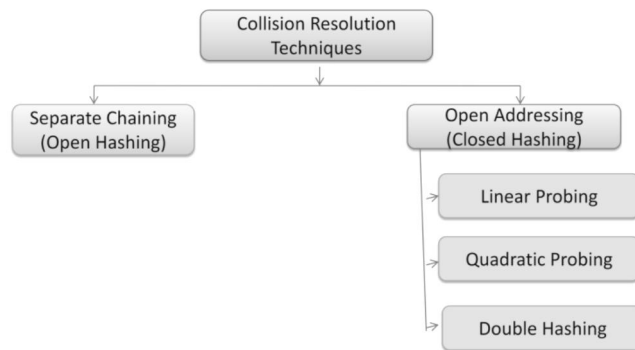 Collision Resolution
Techniques
Separate Chaining
(Open Hashing)
Open Addressing
(Closed Hashing)
Linear Probing
Quadratic Probing
Double Hashing